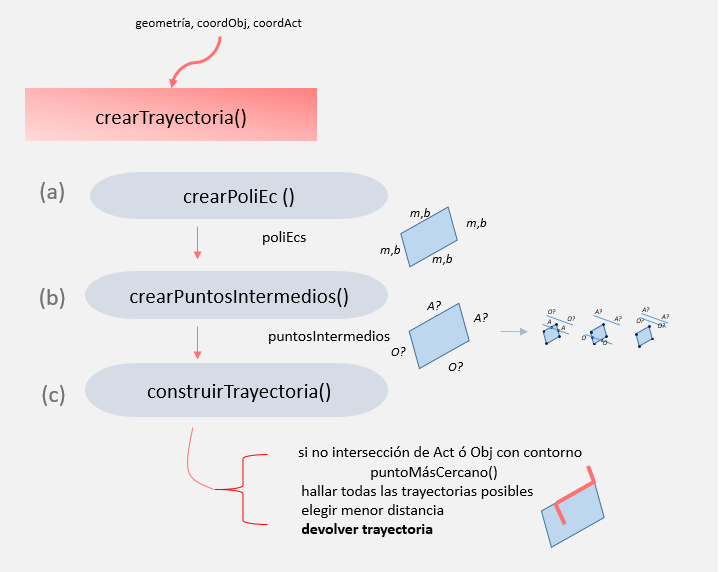 geometría, coordObj, coordAct
crearTrayectoria()
(a)
crearPoliEc ()
poliEcs
m,b
m,b
m,b
m,b
(b)
crearPuntosIntermedios()
puntosIntermedios
A?
A?
O?
O?
O?
O?
A
A
A?
A?
O
O
A?
A?
O?
O?
(c)
construirTrayectoria()
si no intersección de Act ó Obj con contorno
puntoMásCercano()
hallar todas las trayectorias posibles
elegir menor distancia
devolver trayectoria